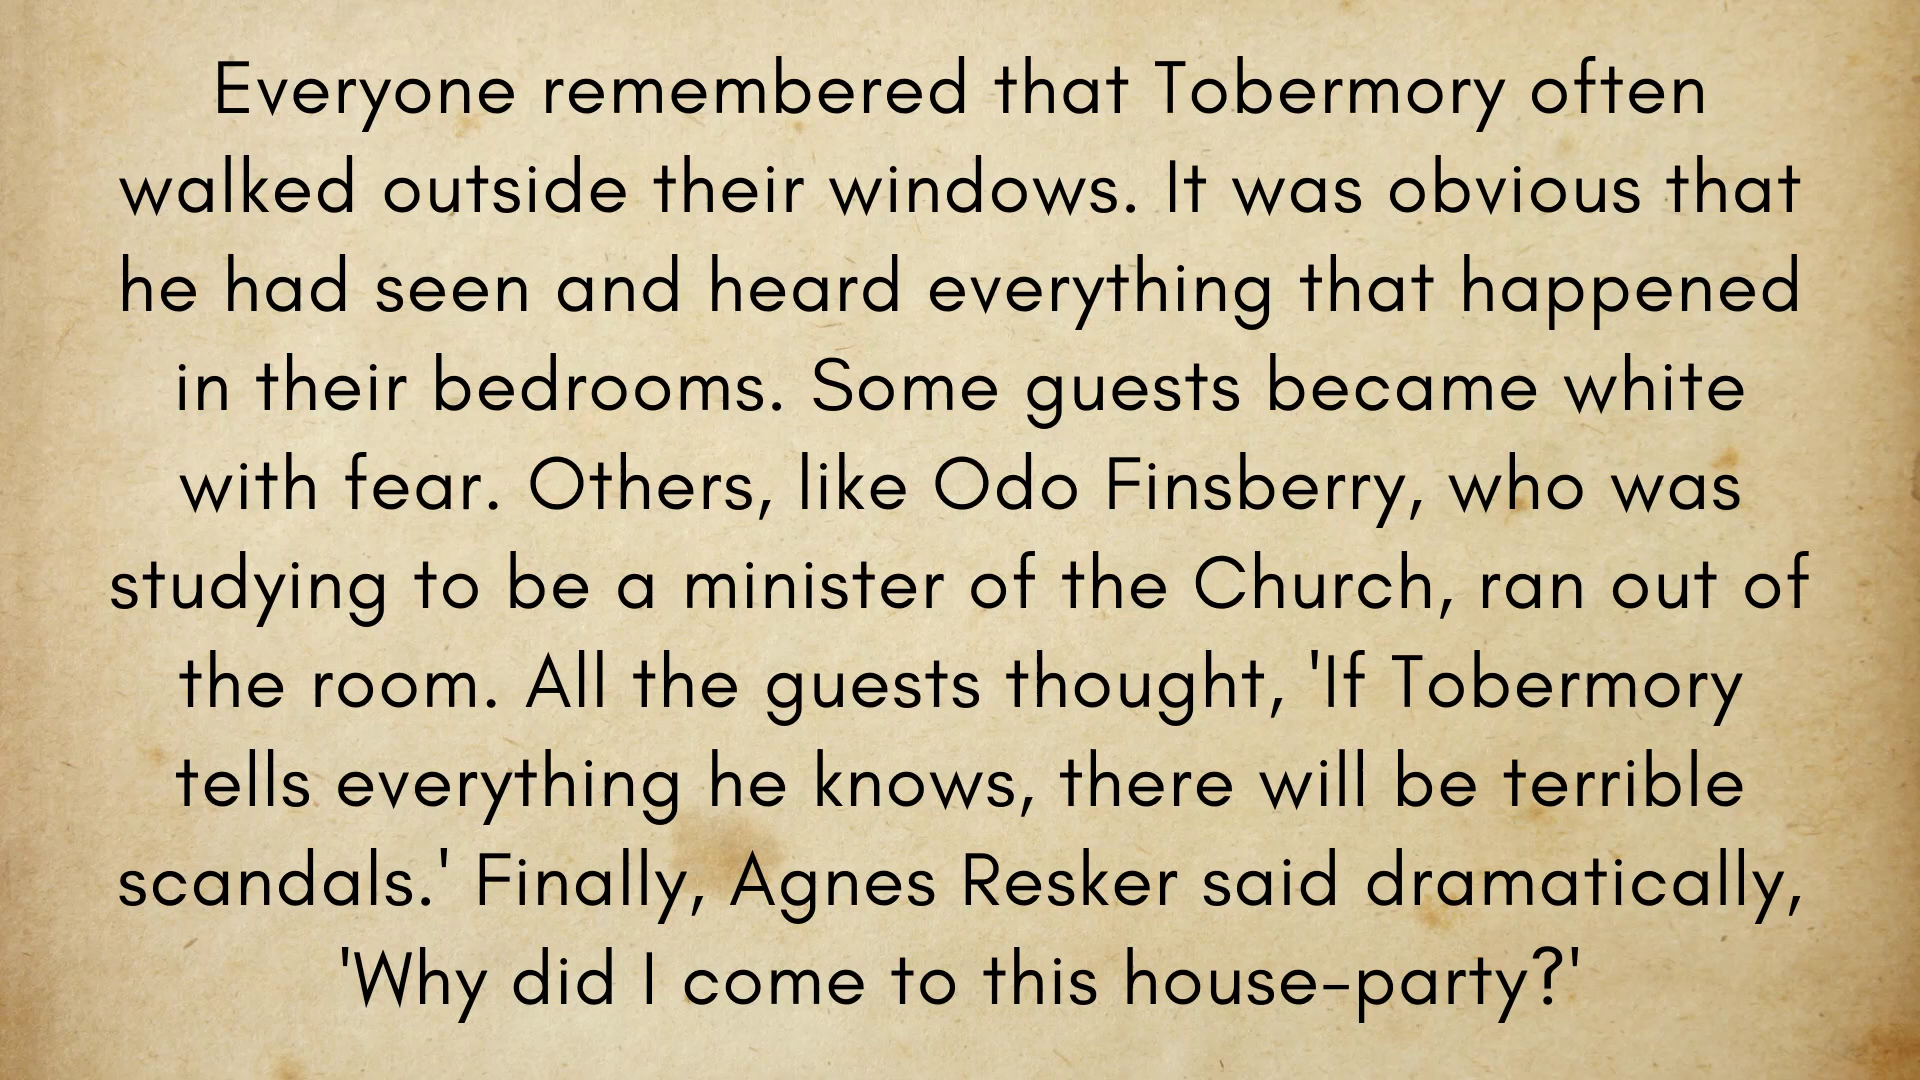 Everyone remembered that Tobermory often
walked outside their windows. It was obvious that
he had seen and heard everything that happened
in their bedrooms. Some guests became white
with fear. Others, like Odo Finsberry, who was
studying to be a minister of the Church, ran out of
the room. All the guests thought, 'If Tobermory
tells everything he knows, there will be terrible
scandals.' Finally, Agnes Resker said dramatically,
'Why did I come to this house-party?'